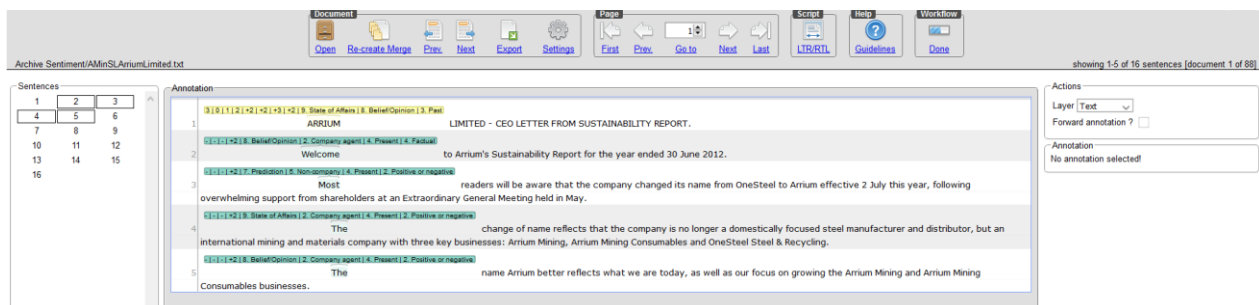 Document
Page
Script
Help
Workflow
Open Re-create Merge Prev. Next Export Settings
1
First Prev. Go to Next Last
LTR/RTL
Guidelines
Done
Archive Sentiment/AMinSLArriumLimited.txt
showing 1-5 of 16 sentences [document 1 of 88]
Sentences
1 2 3
4 5 6
7 8 9
10 11 12
13 14 15
16
Annotation
3 | 0 | 1 | 2 | +2 | +2 | +3 | +2 | 9. State of Affairs | 8. Belief/Opinion | 3. Past
1 ARRIUM LIMITED - CEO LETTER FROM SUSTAINABILITY REPORT.
- | - | - | +2 | 8. Belief/Opinion | 2. Company agent | 4. Present | 4. Factual
2 Welcome to Arrium's Sustainability Report for the year ended 30 June 2012.
- | - | - | +2 | 7. Prediction | 5. Non-company | 4. Present | 2. Positive or negative
3 Most readers will be aware that the company changed its name from OneSteel to Arrium effective 2 July this year, following
overwhelming support from shareholders at an Extraordinary General Meeting held in May.
- | - | - | +2 | 9. State of Affairs | 2. Company agent | 4. Present | 2. Positive or negative
4 The change of name reflects that the company is no longer a domestically focused steel manufacturer and distributor, but an
international mining and materials company with three key businesses: Arrium Mining, Arrium Mining Consumables and OneSteel Steel & Recycling.
- | - | - | +2 | 8. Belief/Opinion | 2. Company agent | 4. Present | 2. Positive or negative
5 The name Arrium better reflects what we are today, as well as our focus on growing the Arrium Mining and Arrium Mining
Consumables businesses.
Actions
Layer Text
Forward annotation ?
Annotation
No annotation selected!